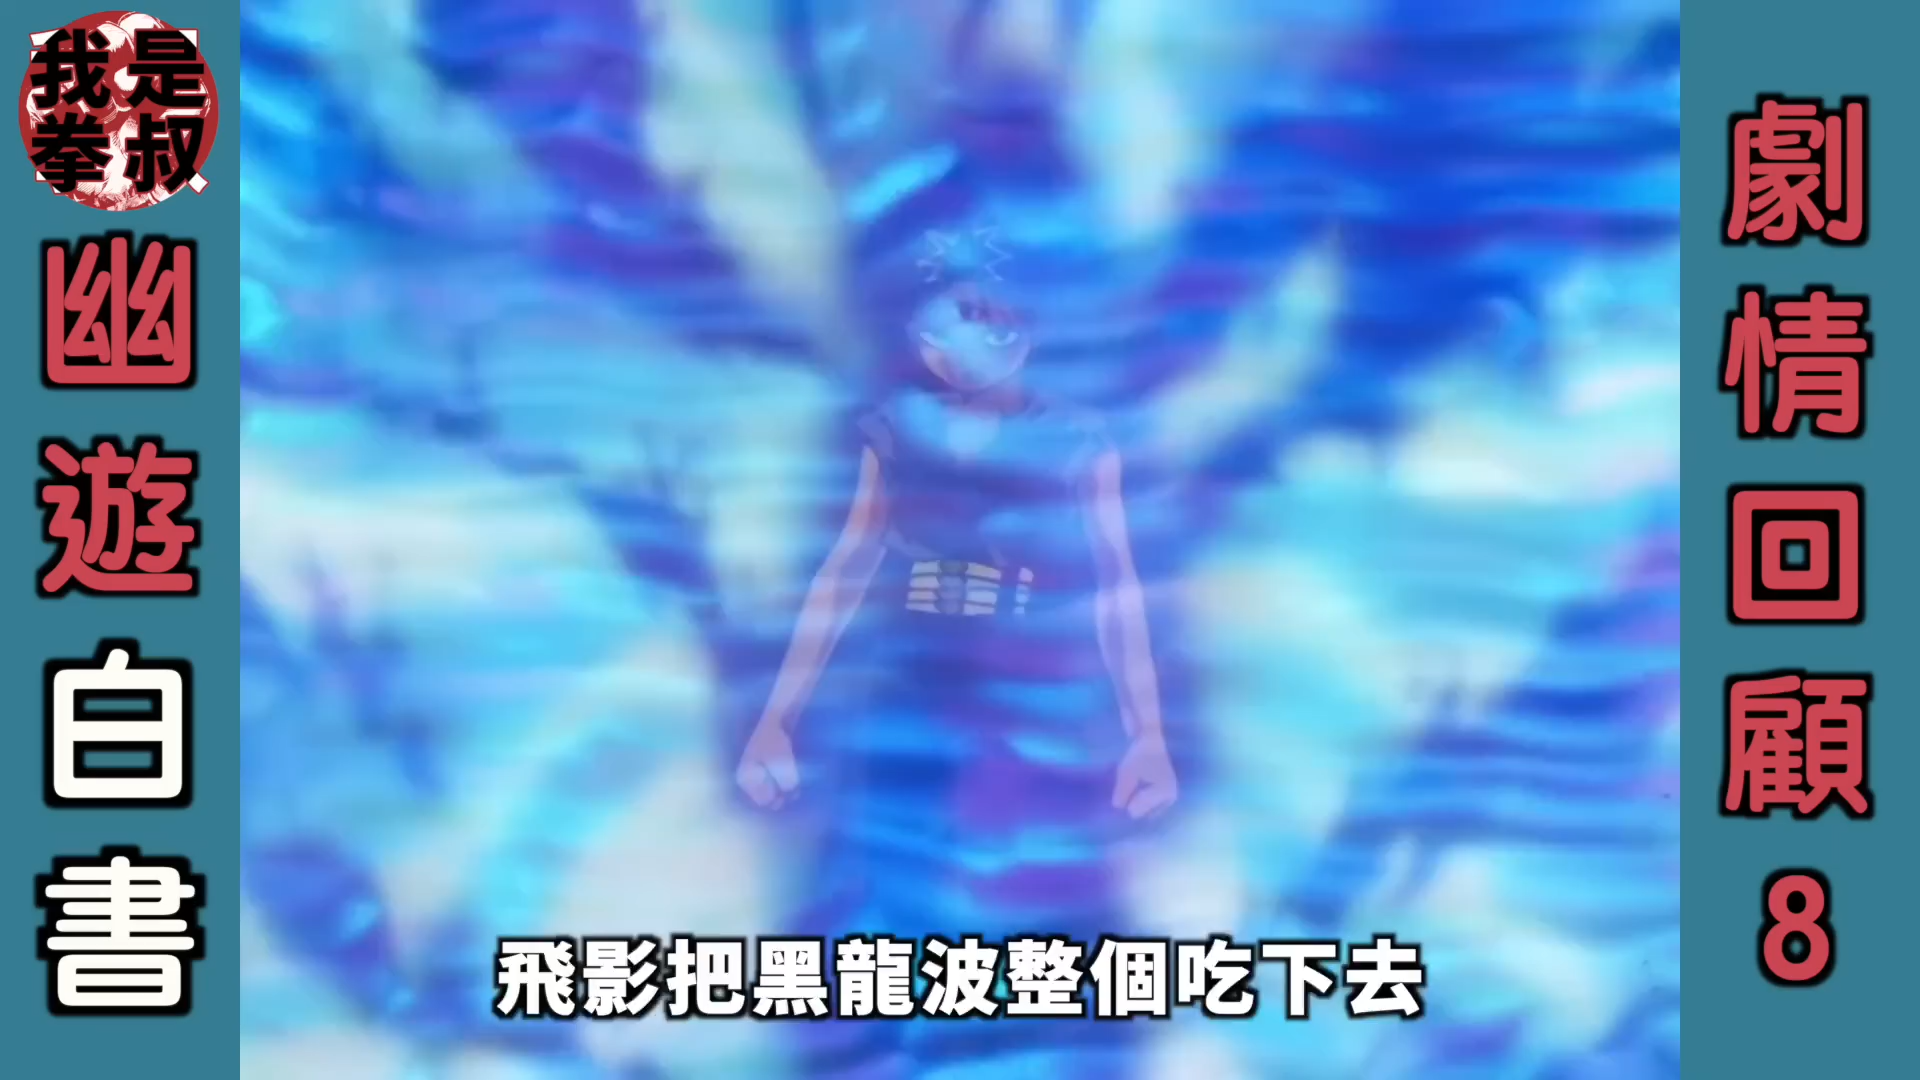 我是
拳叔
幽遊白書
劇情回顧8
飛影把黑龍波整個吃下去